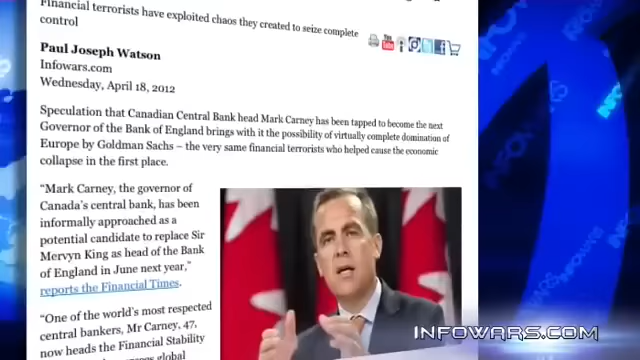 Financial terrorists have exploited chaos they created to seize complete
control
Paul Joseph Watson
Infowars.com
Wednesday, April 18, 2012
Speculation that Canadian Central Bank head Mark Carney has been tapped to become the next
Governor of the Bank of England brings with it the possibility of virtually complete domination of
Europe by Goldman Sachs – the very same financial terrorists who helped cause the economic
collapse in the first place.
“Mark Carney, the governor of
Canada’s central bank, has been
informally approached as a
potential candidate to replace Sir
Mervyn King as head of the Bank
of England in June next year,”
reports the Financial Times.
“One of the world’s most respected
central bankers, Mr Carney, 47,
now heads the Financial Stability
global
INFOWARS.COM